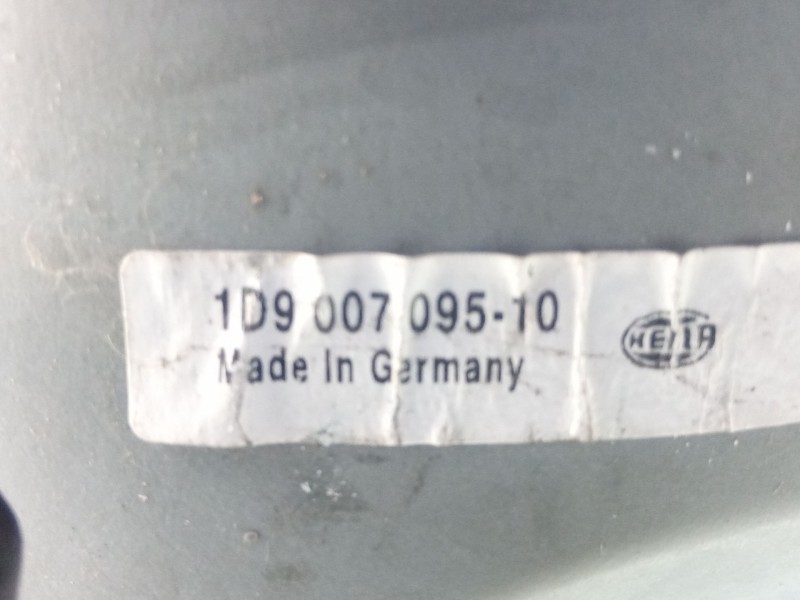 1D9 007 095-10
Made In Germany
HELLA